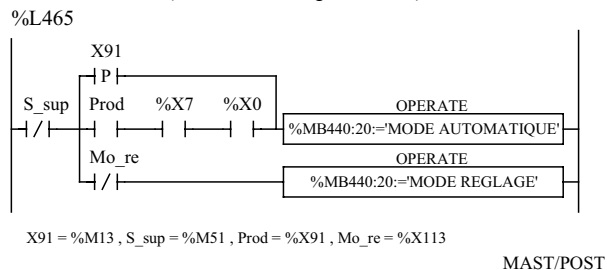 %L465
X91
P
S_sup Prod %X7 %X0 OPERATE
%MB440:20:='MODE AUTOMATIQUE'
Mo_re OPERATE
%MB440:20:='MODE REGLAGE'
X91 = %M13 , S_sup = %M51 , Prod = %X91 , Mo_re = %X113
MAST/POST